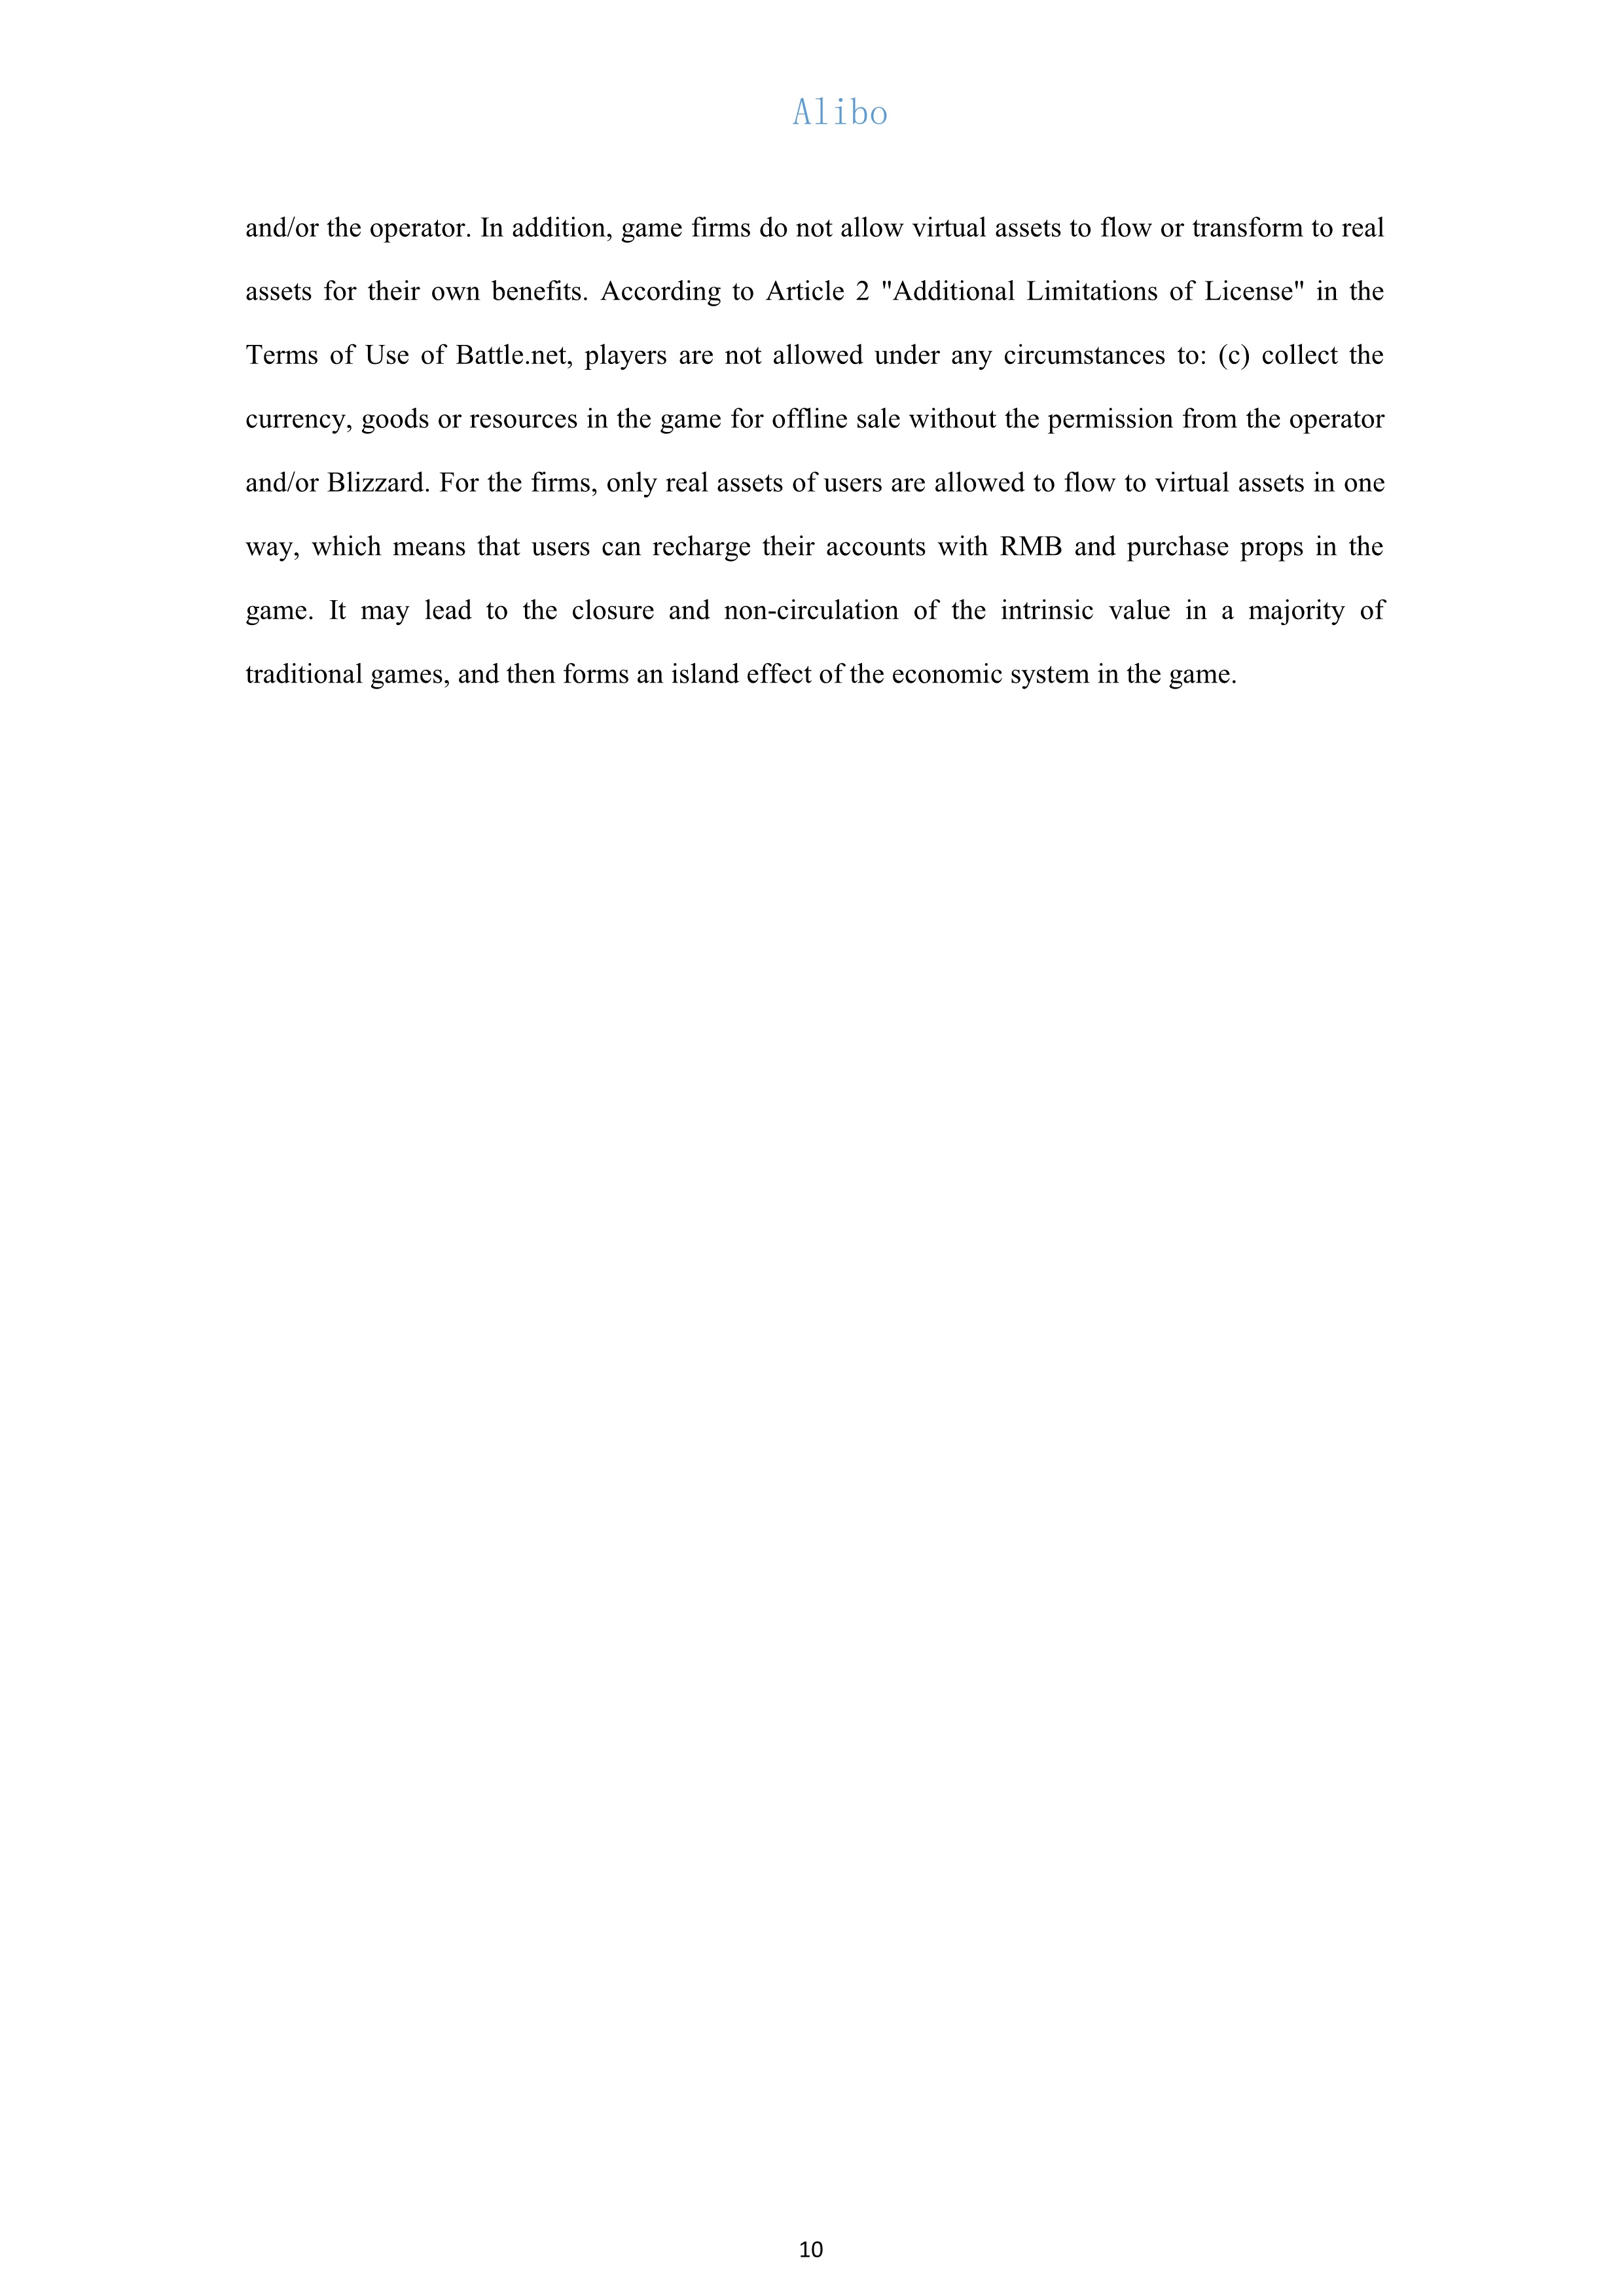 Alibo
and/or the operator. In addition, game firms do not allow virtual assets to flow or transform to real
assets for their own benefits. According to Article 2 "Additional Limitations of License" in the
Terms of Use of Battle.net, players are not allowed under any circumstances to: (c) collect the
currency, goods or resources in the game for offline sale without the permission from the operator
and/or Blizzard. For the firms, only real assets of users are allowed to flow to virtual assets in one
way, which means that users can recharge their accounts with RMB and purchase props in the
game. It may lead to the closure and non-circulation of the intrinsic value in a majority of
traditional games, and then forms an island effect of the economic system in the game.
10